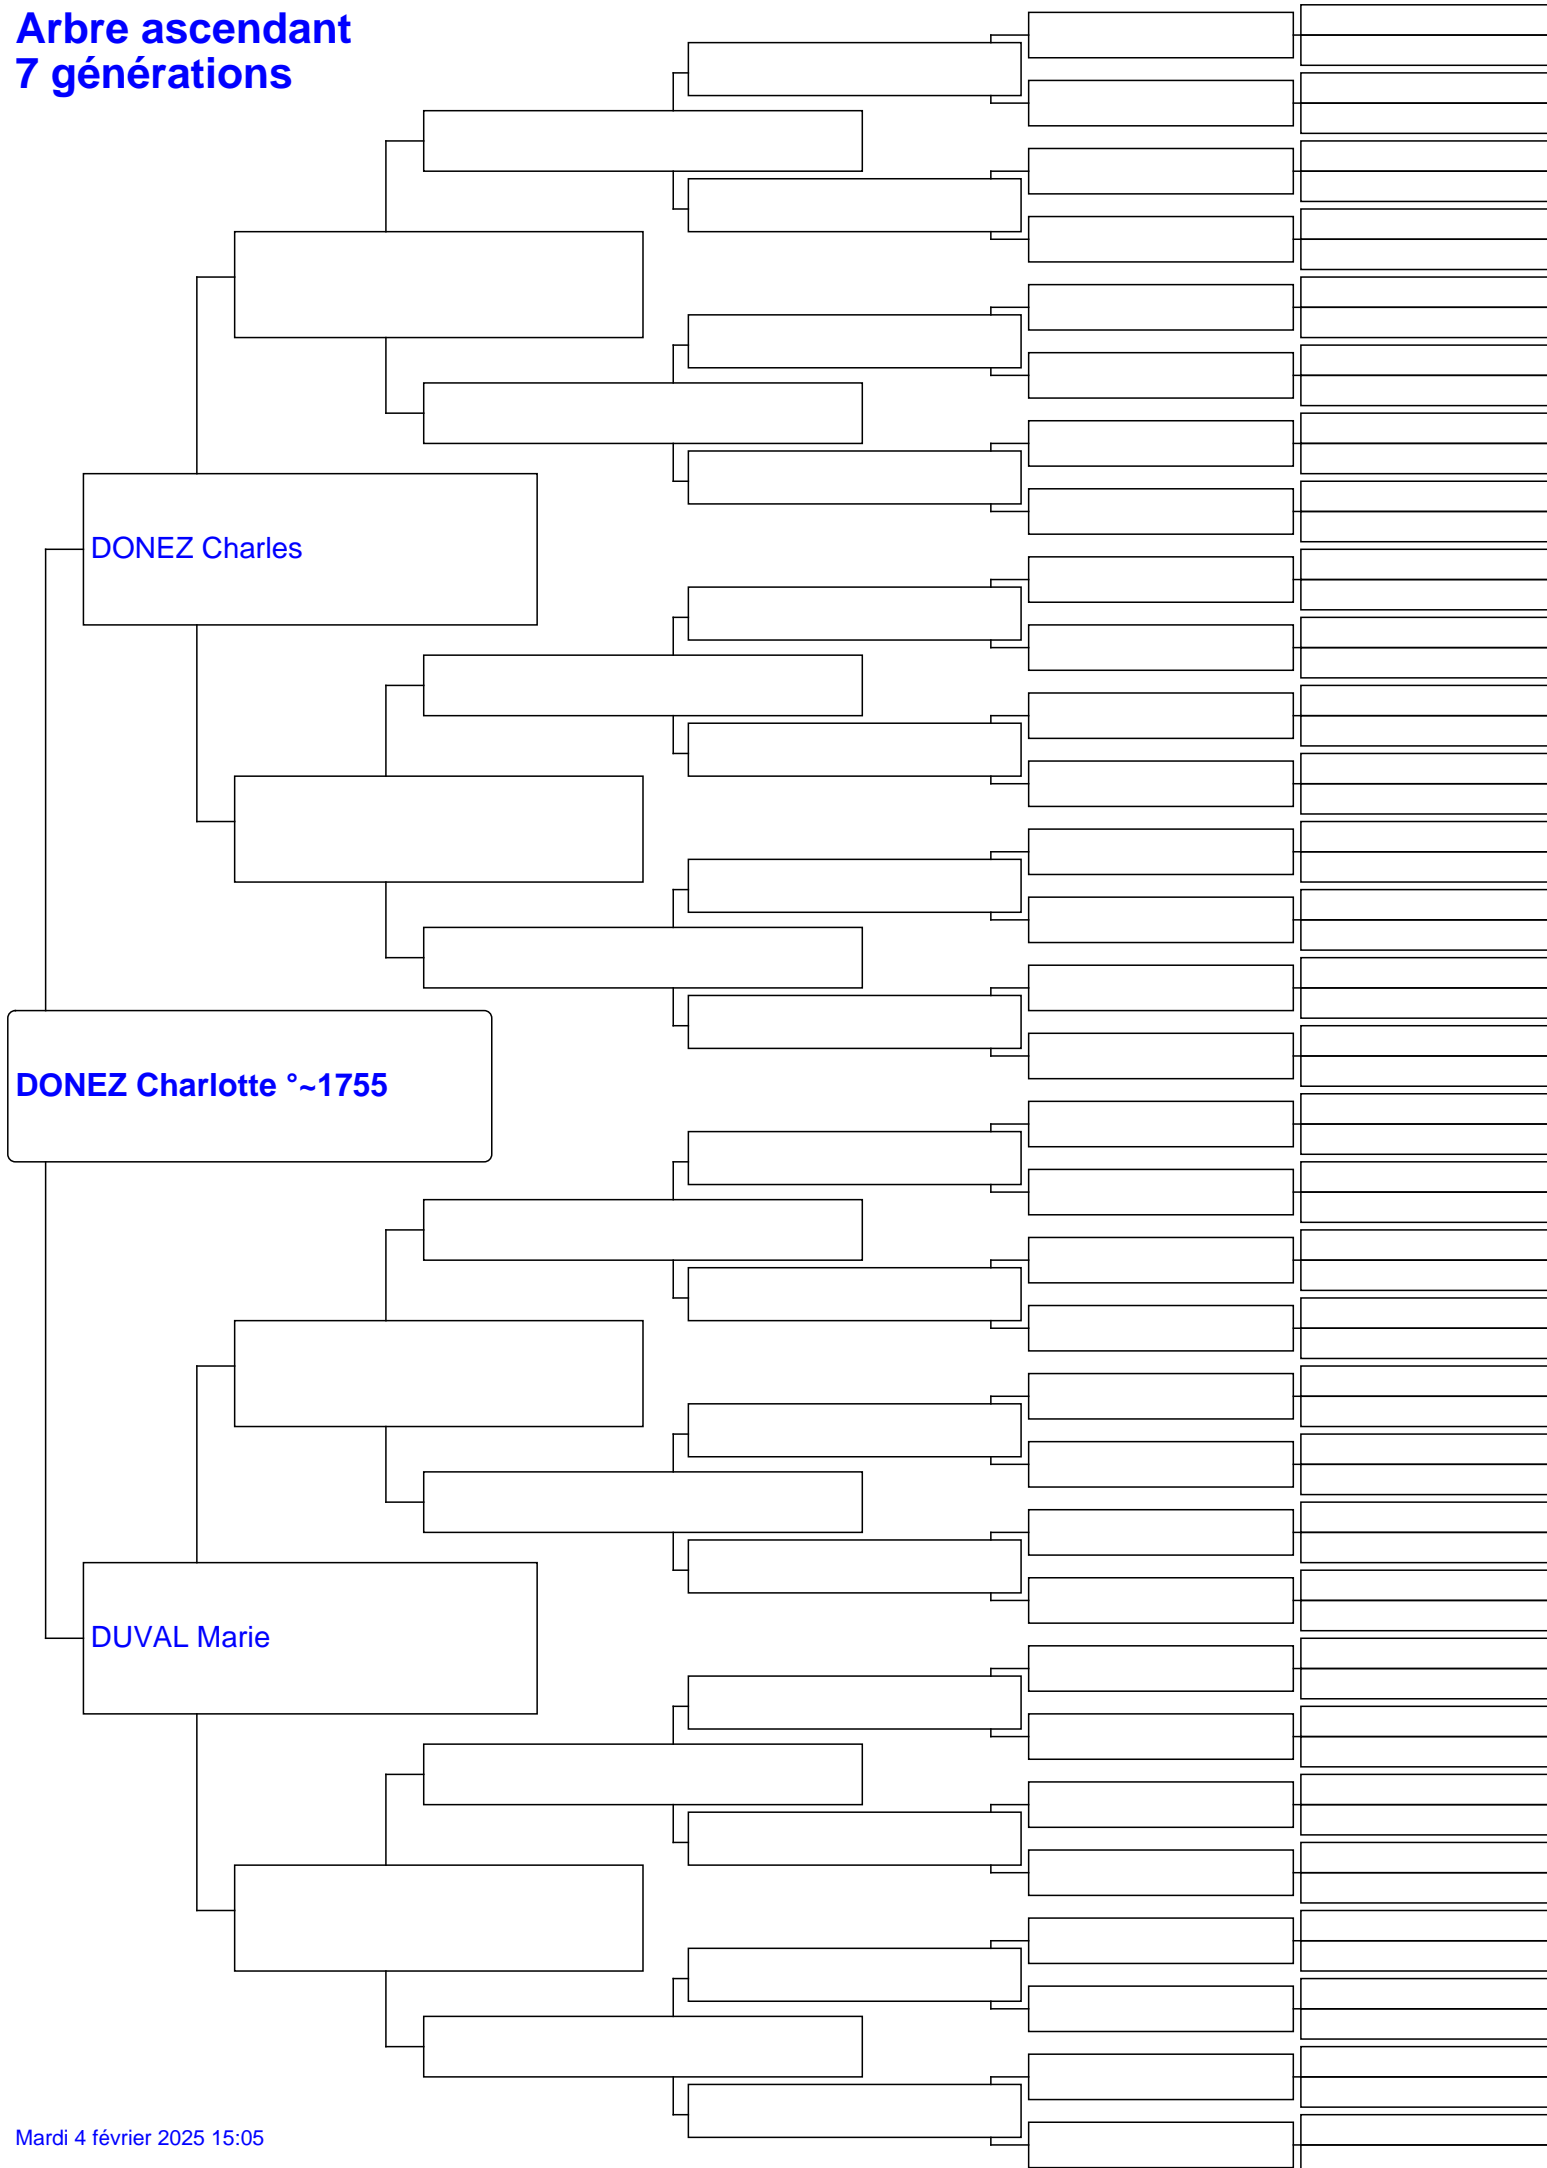 Arbre ascendant
7 générations
DONEZ Charles
DONEZ Charlotte °~1755
DUVAL Marie
Mardi 4 février 2025 15:05